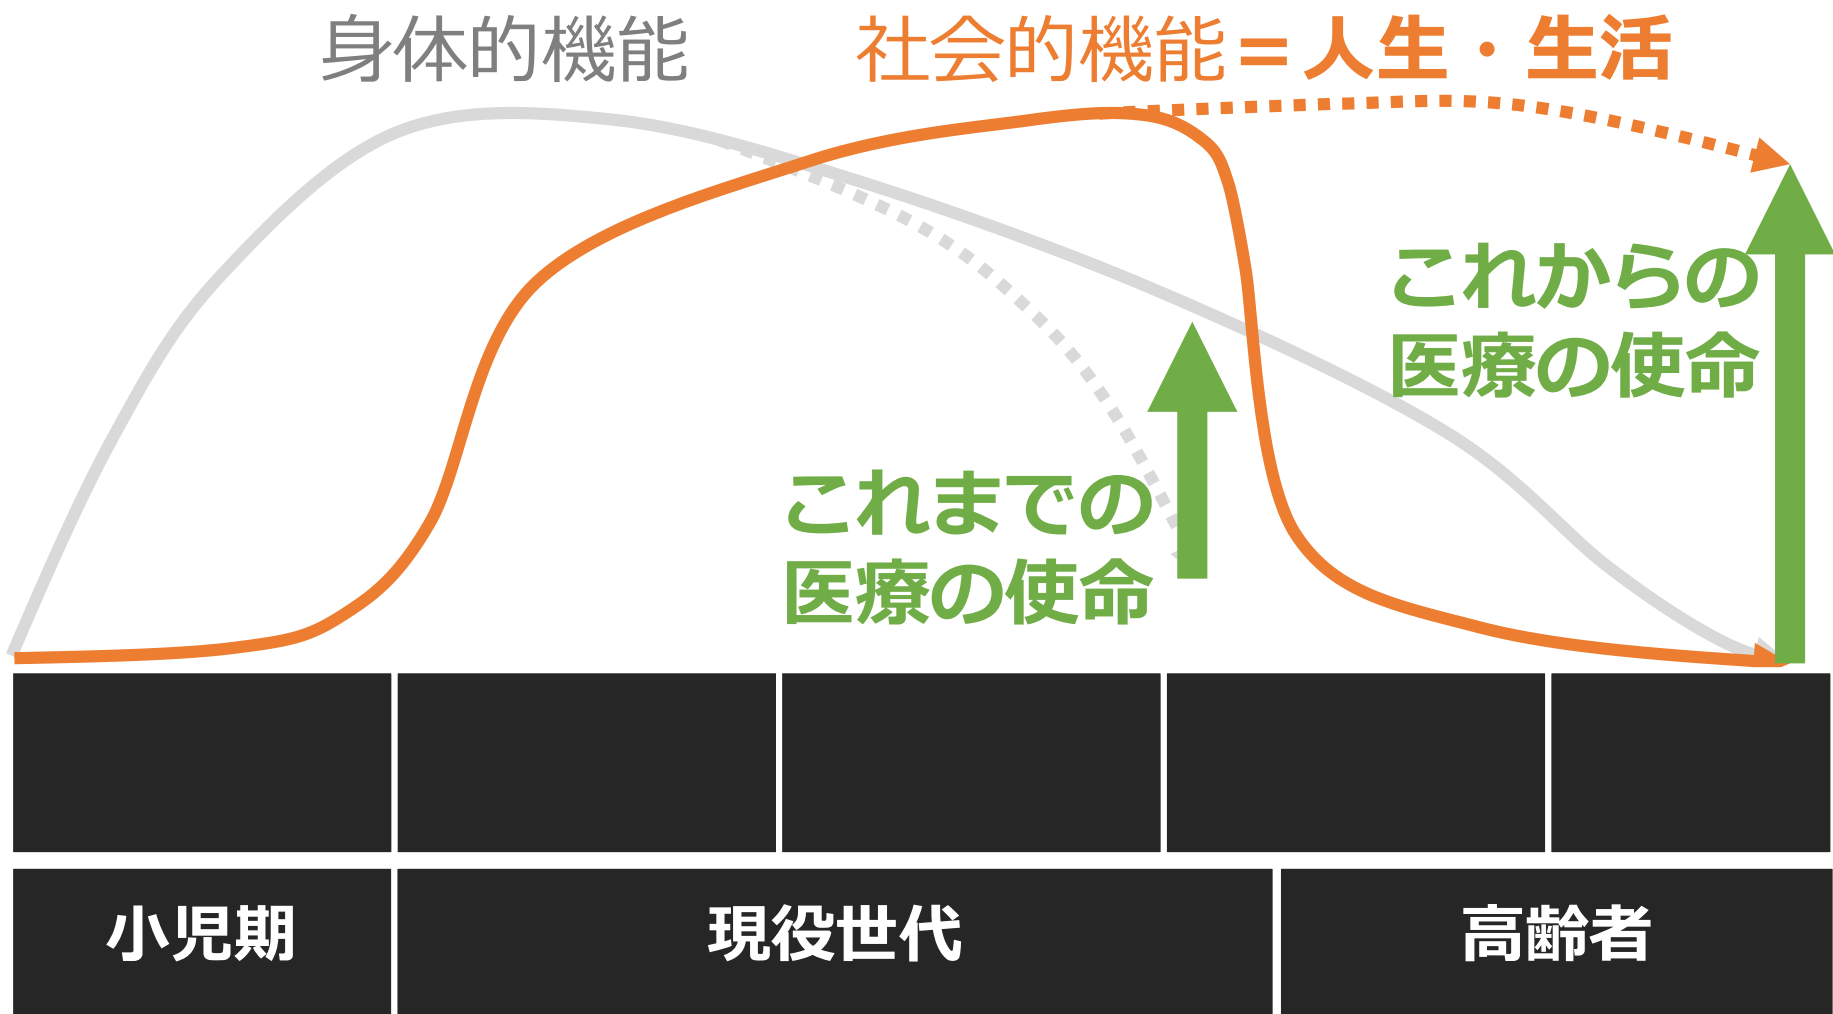 身体的機能
社会的機能＝人生・生活
これからの
医療の使命
これまでの
医療の使命
小児期
現役世代
高齢者